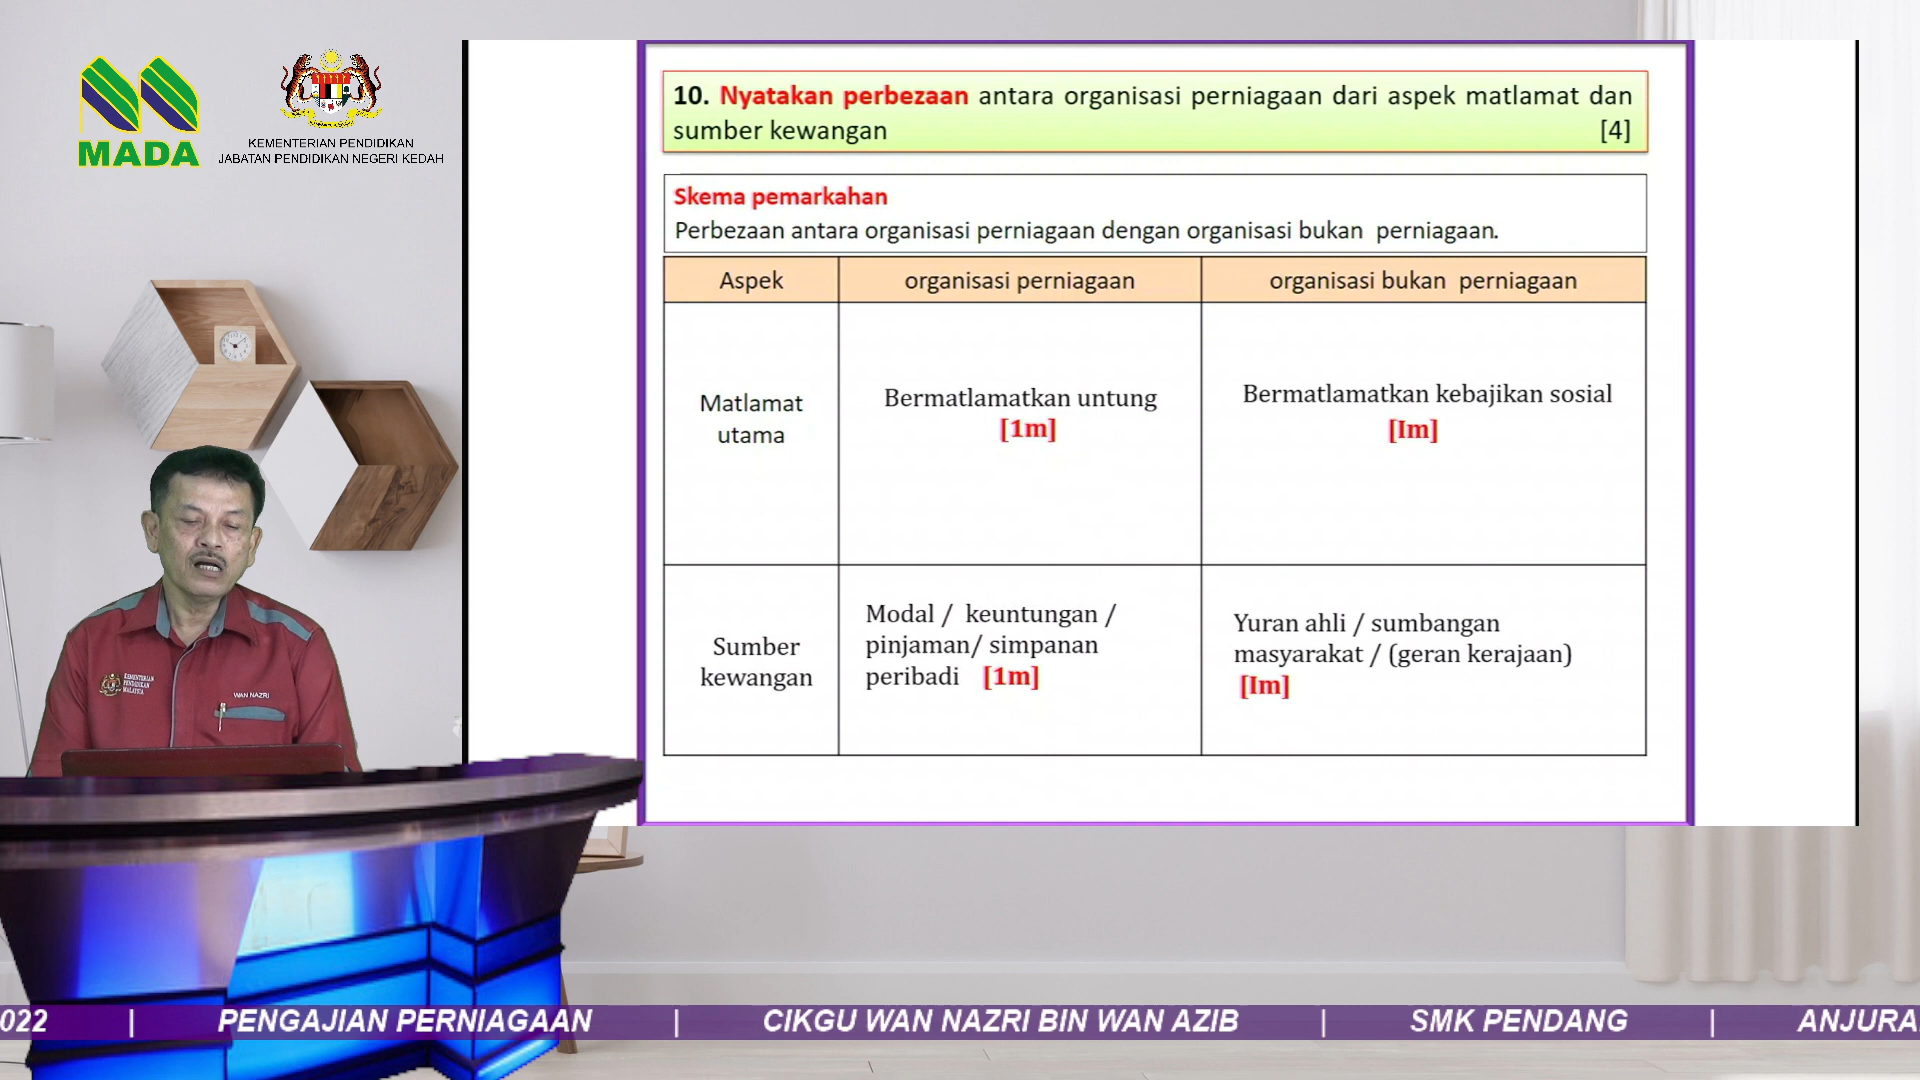 MADA
KEMENTERIAN PENDIDIKAN
JABATAN PENDIDIKAN NEGERI KEDAH
10. Nyatakan perbezaan antara organisasi perniagaan dari aspek matlamat dan
sumber kewangan [4]
Skema pemarkahan
Perbezaan antara organisasi perniagaan dengan organisasi bukan perniagaan.
Aspek organisasi perniagaan organisasi bukan perniagaan
Matlamat
utama
Bermatlamatkan untung
[1m]
Bermatlamatkan kebajikan sosial
[Im]
Sumber
kewangan
Modal / keuntungan /
pinjaman/ simpanan
peribadi [1m]
Yuran ahli / sumbangan
masyarakat / (geran kerajaan)
[Im]
KEMENTERIAN
PENDIDIKAN
MALAYSIA
WAN NAZRI
022 | PENGAJIAN PERNIAGAAN | CIKGU WAN NAZRI BIN WAN AZIB | SMK PENDANG | ANJURA